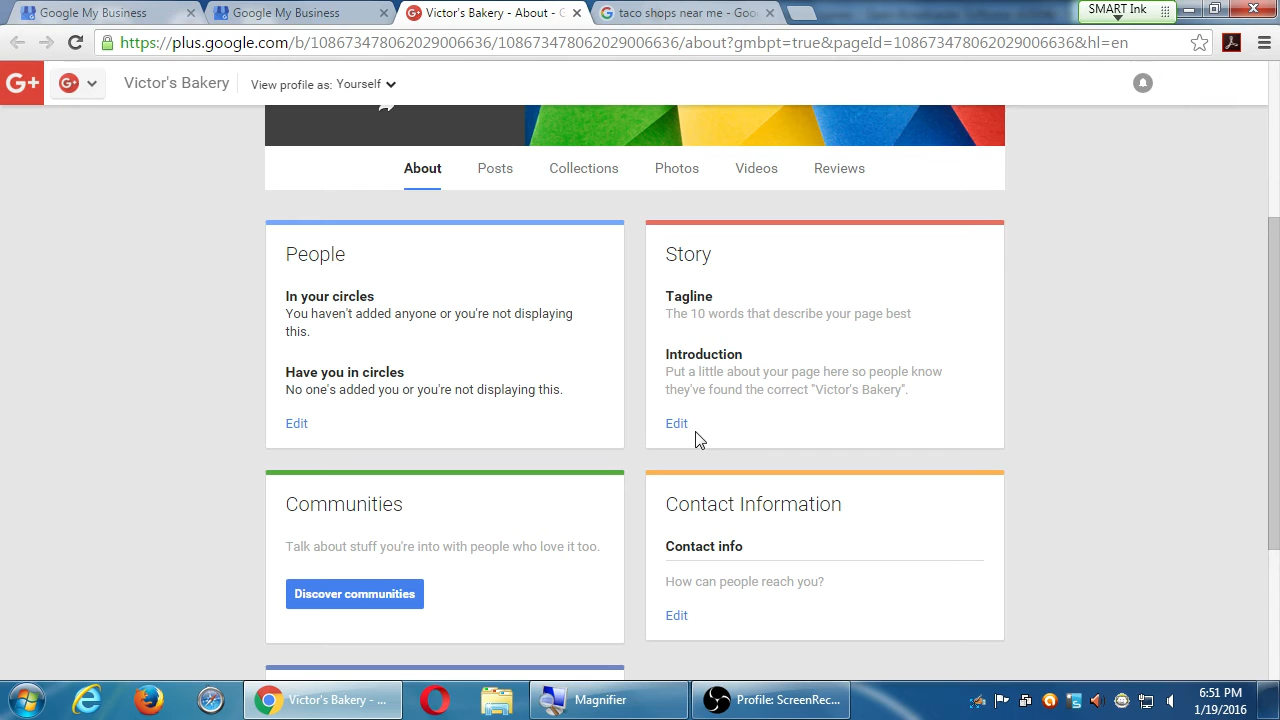 Google My Business
Google My Business
Victor's Bakery - About - G
taco shops near me - Goo
SMART Ink
https://plus.google.com/b/108673478062029006636/108673478062029006636/about?gmbpt=true&pageId=108673478062029006636&hl=en
G+
G+
Victor's Bakery
View profile as: Yourself
About
Posts
Collections
Photos
Videos
Reviews
People
In your circles
You haven't added anyone or you're not displaying
this.
Have you in circles
No one's added you or you're not displaying this.
Edit
Story
Tagline
The 10 words that describe your page best
Introduction
Put a little about your page here so people know
they've found the correct "Victor's Bakery".
Edit
Communities
Talk about stuff you're into with people who love it too.
Discover communities
Contact Information
Contact info
How can people reach you?
Edit
Victor's Bakery - ...
Magnifier
Profile: ScreenRec...
6:51 PM
1/19/2016